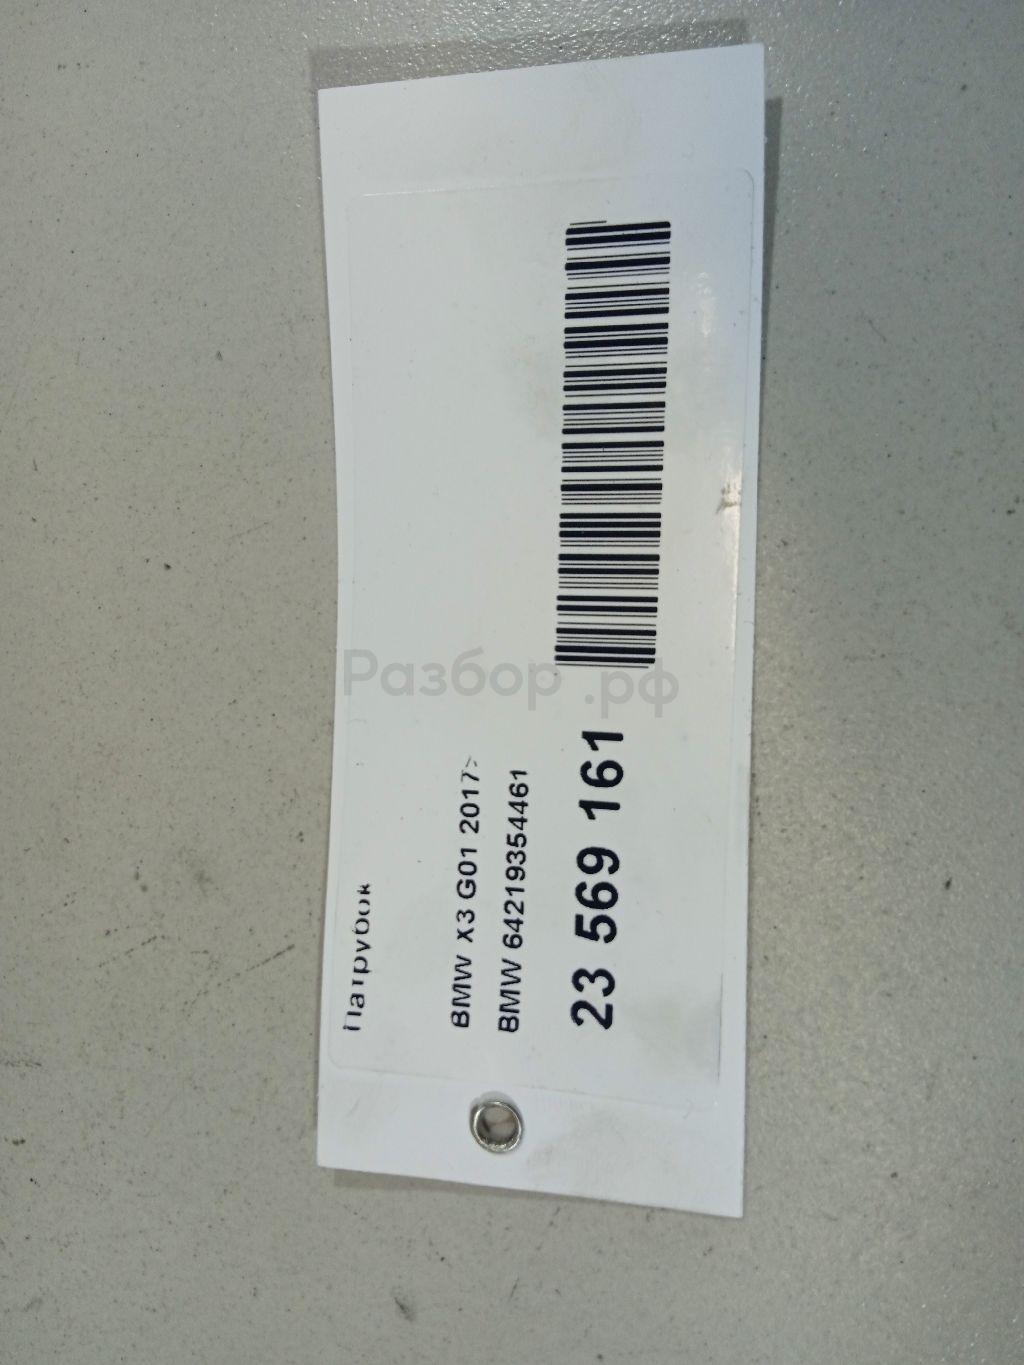 Патрубок
BMW X3 G01 2017>
BMW 64219354461
23 569 161
Разбор.рф